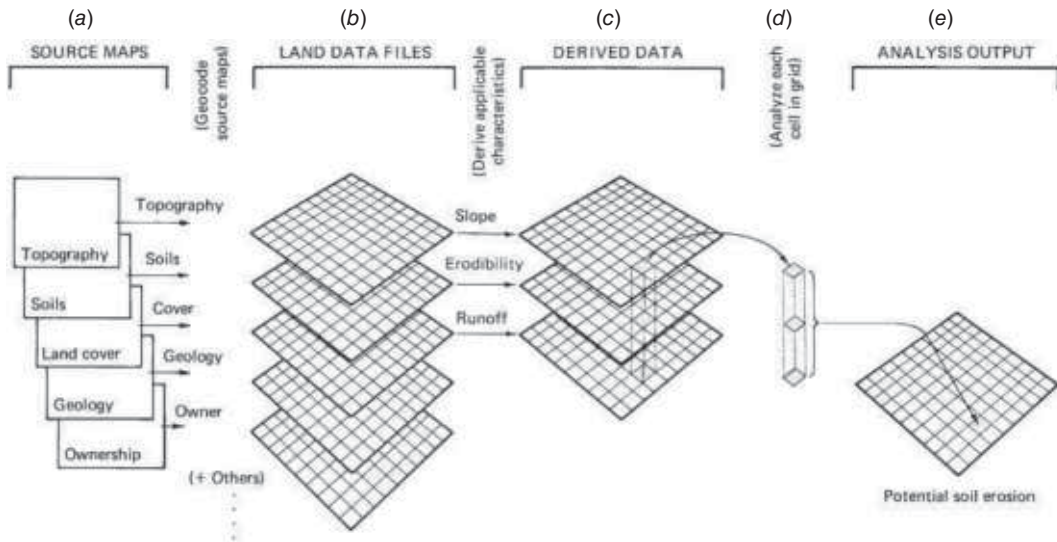 (a)
(b)
(c)
(d)
(e)
SOURCE MAPS
(Geocode
source maps)
LAND DATA FILES
(Derive applicable
characteristics)
DERIVED DATA
(Analyze each
cell in grid)
ANALYSIS OUTPUT
Topography
Topography
Soils
Soils
Cover
Land cover
Geology
Geology
Owner
Ownership
(+ Others)
Slope
Erodibility
Runoff
Potential soil erosion